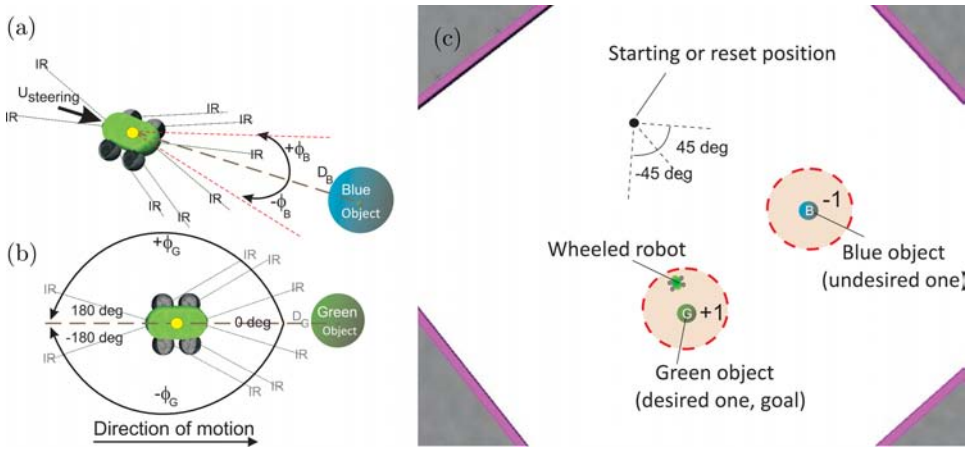 (a)
IR
U steering
IR
IR
IR
IR
+ϕB
DB
Blue
Object
-ϕB
IR
IR
IR
IR
(b)
+ϕG
IR
IR
IR
IR
180 deg
0 deg
DG
Green
Object
-180 deg
IR
IR
IR
IR
-ϕG
Direction of motion
(c)
Starting or reset position
45 deg
-45 deg
B
-1
Blue object
(undesired one)
Wheeled robot
G
+1
Green object
(desired one, goal)